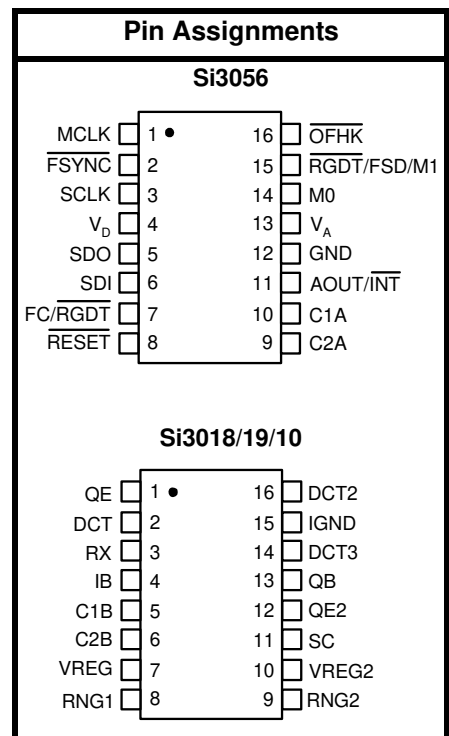 Pin Assignments
Si3056
MCLK 1 16 OFHK
FSYNC 2 15 RGDT/FSD/M1
SCLK 3 14 M0
VD 4 13 VA
SDO 5 12 GND
SDI 6 11 AOUT/INT
FC/RGDT 7 10 C1A
RESET 8 9 C2A
Si3018/19/10
QE 1 16 DCT2
DCT 2 15 IGND
RX 3 14 DCT3
IB 4 13 QB
C1B 5 12 QE2
C2B 6 11 SC
VREG 7 10 VREG2
RNG1 8 9 RNG2